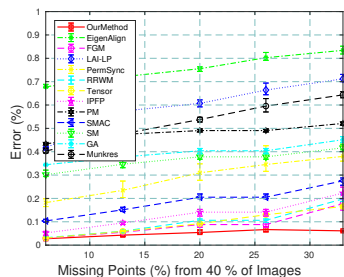 Error (%)
1
0.9
0.8
0.7
0.6
0.5
0.4
0.3
0.2
0.1
0
OurMethod
EigenAlign
FGM
LAI-LP
PermSync
RRWM
Tensor
IPFP
PM
SMAC
SM
GA
Munkres
10
15
20
25
30
Missing Points (%) from 40 % of Images